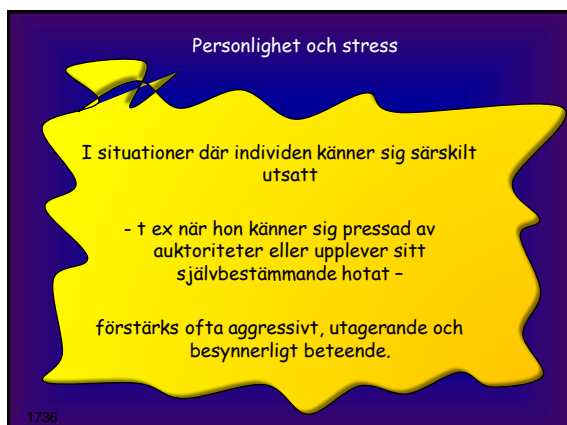 Personlighet och stress
I situationer där individen känner sig särskilt
utsatt
- t ex när hon känner sig pressad av
auktoriteter eller upplever sitt
självbestämmande hotat –
förstärks ofta aggressivt, utagerande och
besynnerligt beteende.
1736